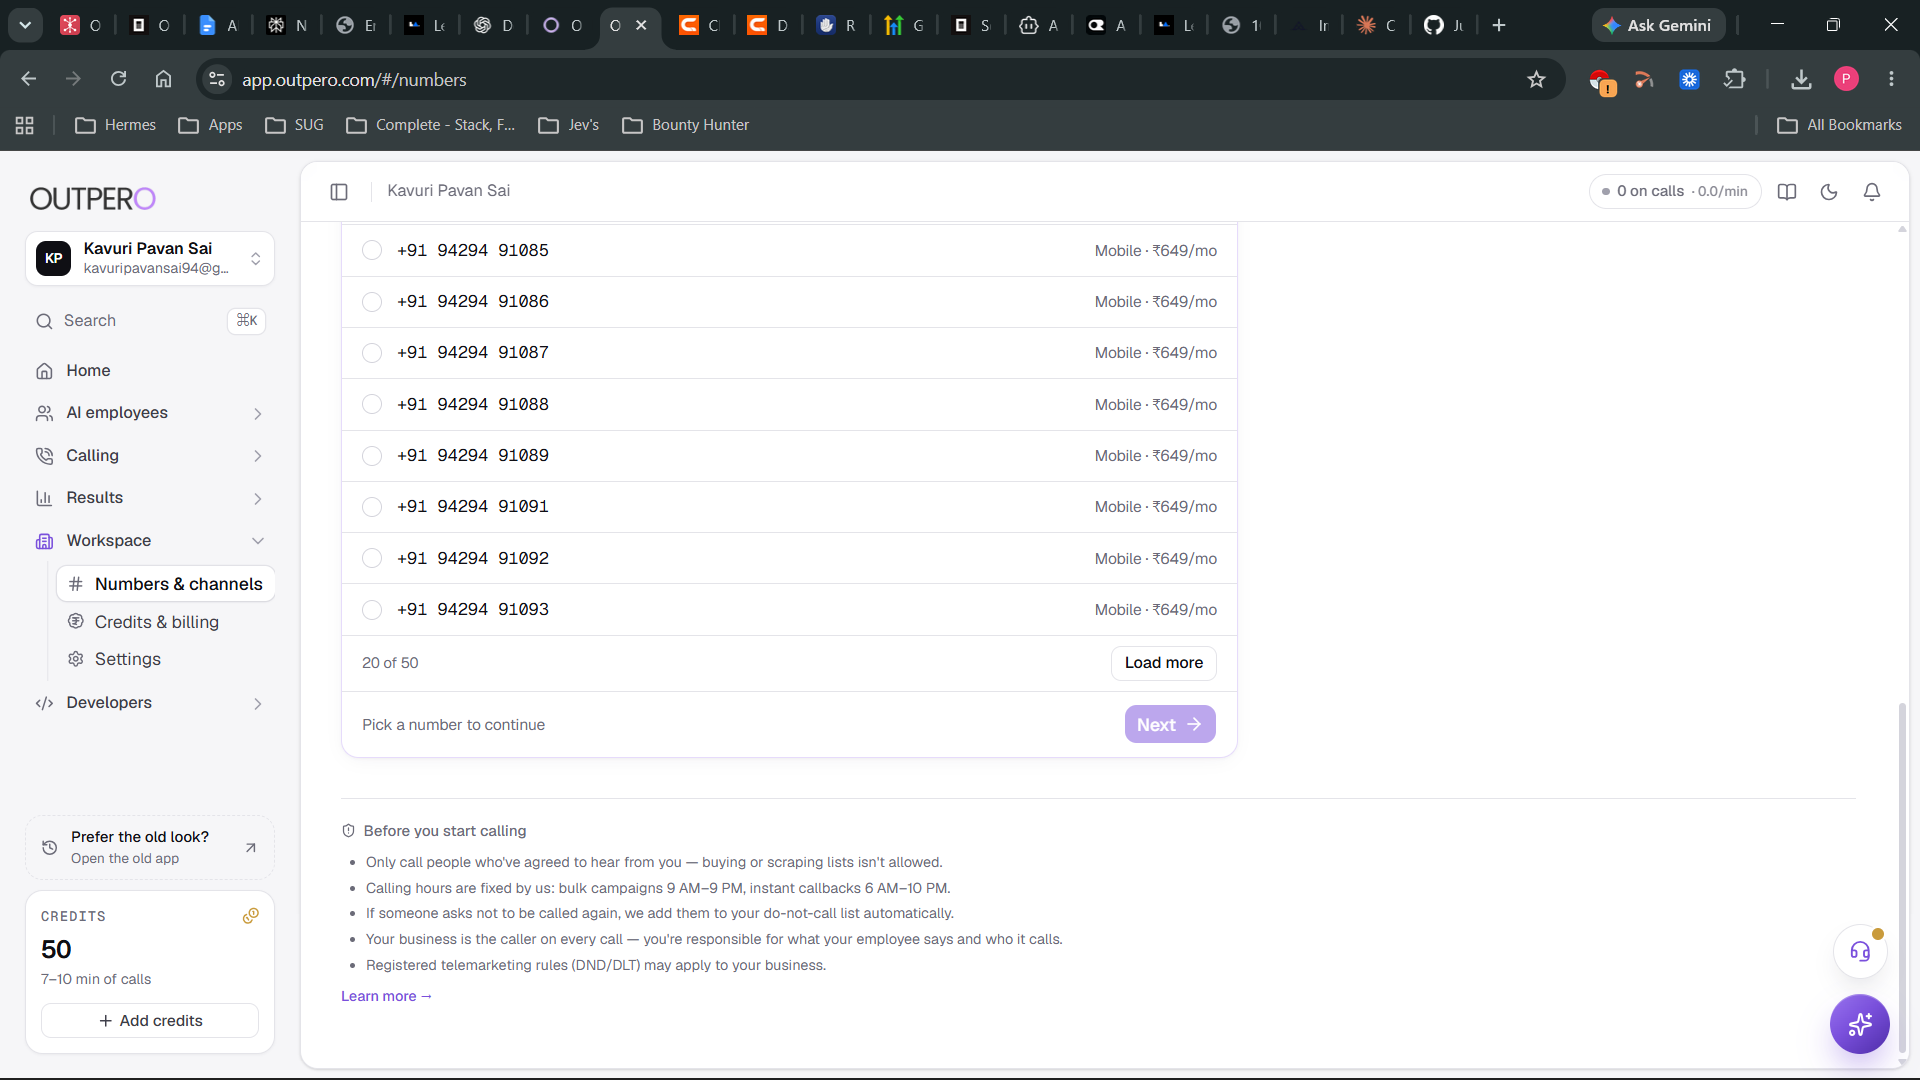 O
O
A
N
Er
Le
D
O
O
C
D
R
G
S
A
A
Le
1
Ir
C
Ju
Ask Gemini
app.outpero.com/#/numbers
P
Hermes
Apps
SUG
Complete - Stack, F...
Jev's
Bounty Hunter
All Bookmarks
OUTPERO
KP
Kavuri Pavan Sai
kavuripavansai94@g...
Search
⌘K
Home
AI employees
Calling
Results
Workspace
Numbers & channels
Credits & billing
Settings
Developers
Prefer the old look?
Open the old app
CREDITS
50
7–10 min of calls
+ Add credits
Kavuri Pavan Sai
0 on calls · 0.0/min
+91 94294 91085 Mobile · ₹649/mo
+91 94294 91086 Mobile · ₹649/mo
+91 94294 91087 Mobile · ₹649/mo
+91 94294 91088 Mobile · ₹649/mo
+91 94294 91089 Mobile · ₹649/mo
+91 94294 91091 Mobile · ₹649/mo
+91 94294 91092 Mobile · ₹649/mo
+91 94294 91093 Mobile · ₹649/mo
20 of 50 Load more
Pick a number to continue Next →
Before you start calling
• Only call people who've agreed to hear from you — buying or scraping lists isn't allowed.
• Calling hours are fixed by us: bulk campaigns 9 AM–9 PM, instant callbacks 6 AM–10 PM.
• If someone asks not to be called again, we add them to your do-not-call list automatically.
• Your business is the caller on every call — you're responsible for what your employee says and who it calls.
• Registered telemarketing rules (DND/DLT) may apply to your business.
Learn more →